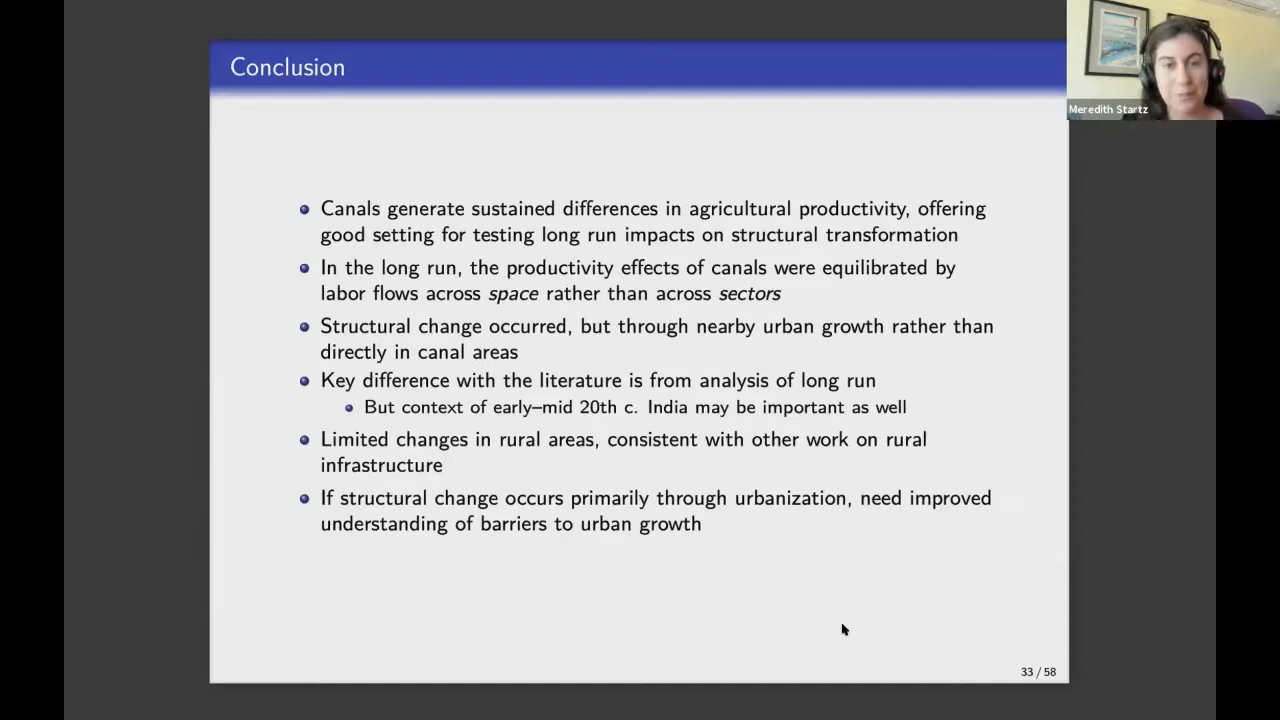 Conclusion
Meredith Startz
Canals generate sustained differences in agricultural productivity, offering
good setting for testing long run impacts on structural transformation
In the long run, the productivity effects of canals were equilibrated by
labor flows across space rather than across sectors
Structural change occurred, but through nearby urban growth rather than
directly in canal areas
Key difference with the literature is from analysis of long run
But context of early–mid 20th c. India may be important as well
Limited changes in rural areas, consistent with other work on rural
infrastructure
If structural change occurs primarily through urbanization, need improved
understanding of barriers to urban growth
33 / 58